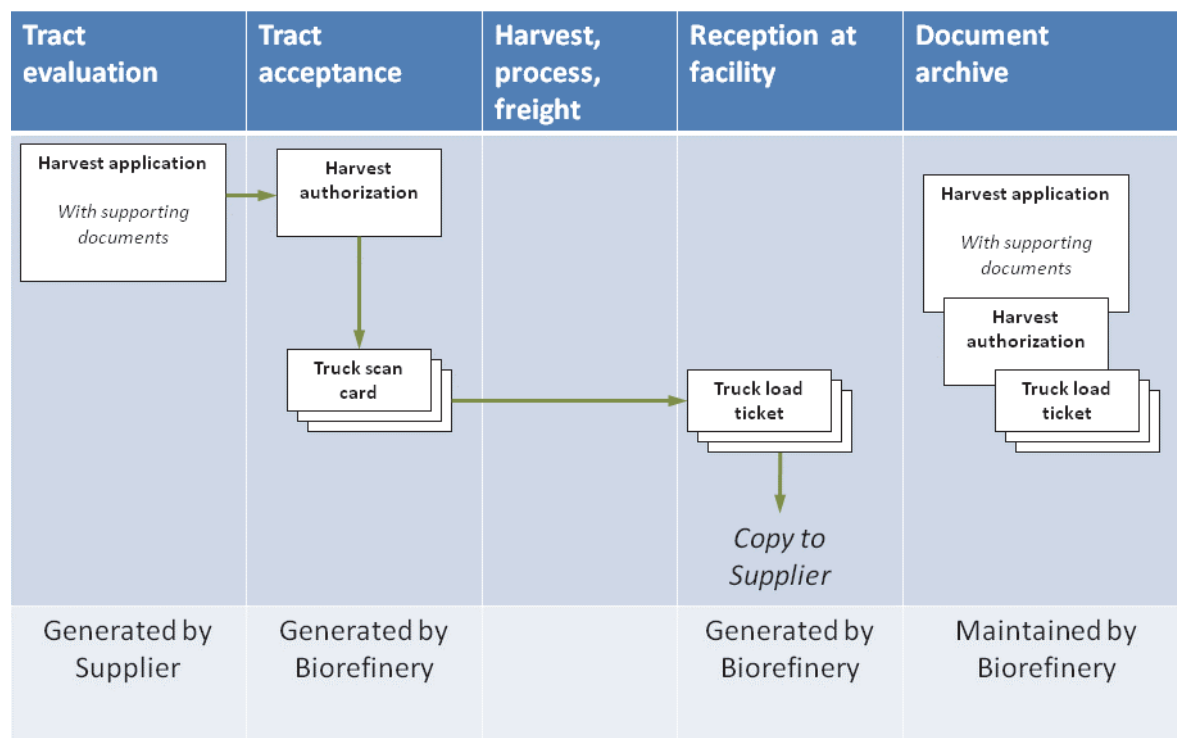 Tract
evaluation
Tract
acceptance
Harvest,
process,
freight
Reception at
facility
Document
archive
Harvest application
With supporting
documents
Harvest
authorization
Truck scan
card
Truck load
ticket
Copy to
Supplier
Harvest application
With supporting
documents
Harvest
authorization
Truck load
ticket
Generated by
Supplier
Generated by
Biorefinery
Generated by
Biorefinery
Maintained by
Biorefinery